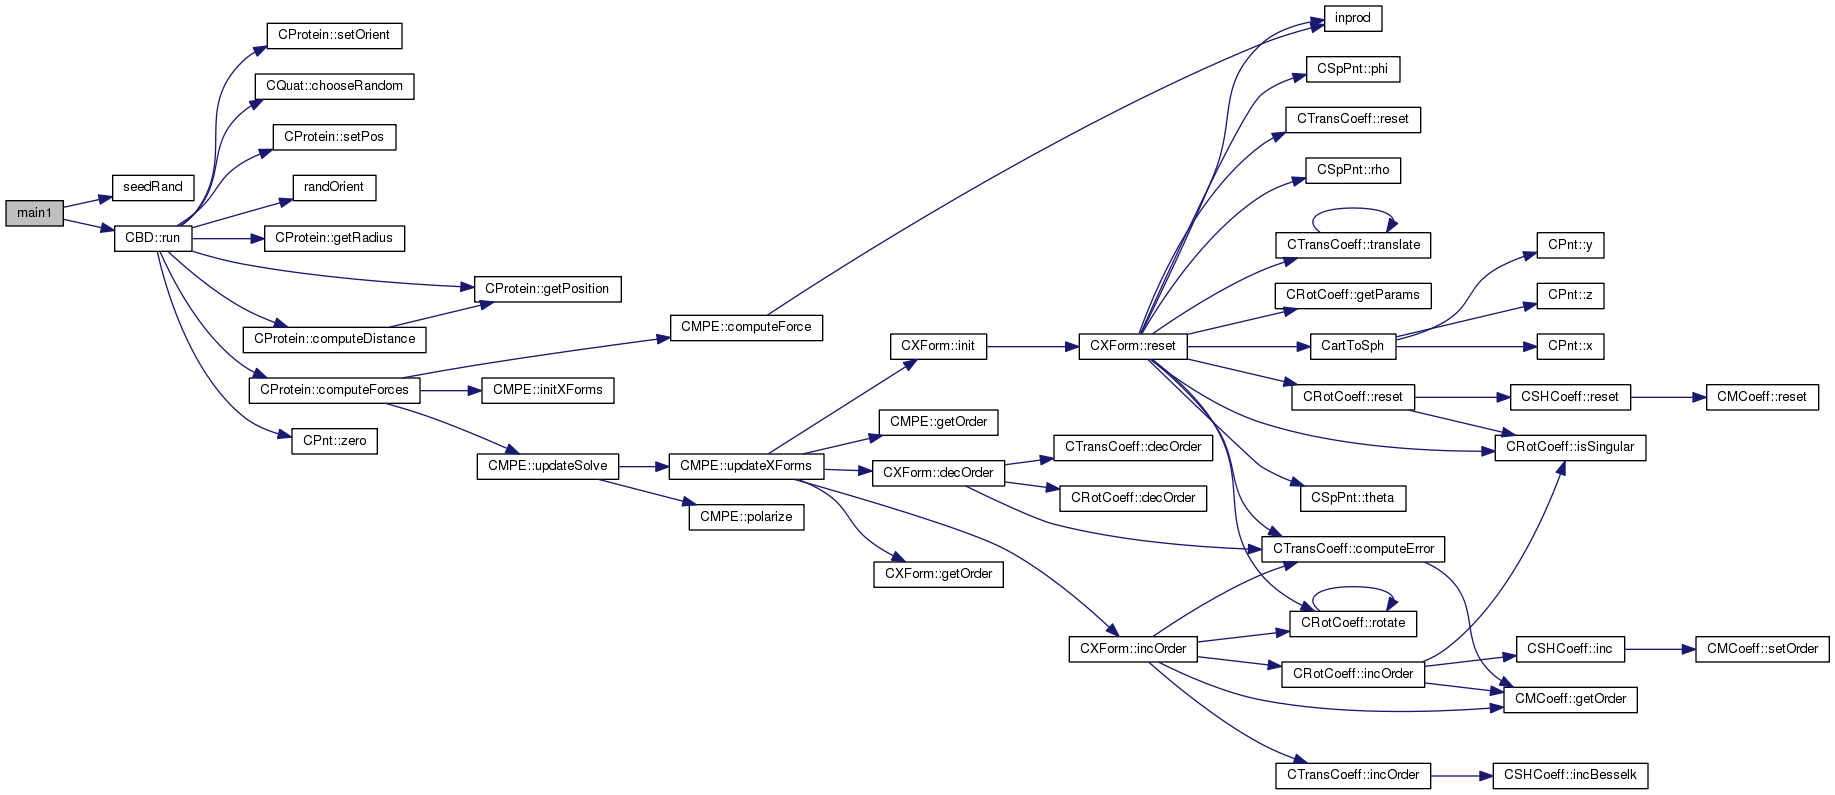 main1
seedRand
CBD::run
CProtein::setOrient
CQuat::chooseRandom
CProtein::setPos
randOrient
CProtein::getRadius
CProtein::getPosition
CProtein::computeDistance
CProtein::computeForces
CPnt::zero
CMPE::computeForce
CMPE::initXForms
CMPE::updateSolve
CMPE::updateXForms
CMPE::polarize
CXForm::init
CMPE::getOrder
CXForm::decOrder
CXForm::getOrder
CXForm::reset
CTransCoeff::decOrder
CRotCoeff::decOrder
CXForm::incOrder
inprod
CSpPnt::phi
CTransCoeff::reset
CSpPnt::rho
CTransCoeff::translate
CRotCoeff::getParams
CartToSph
CRotCoeff::reset
CPnt::y
CPnt::z
CPnt::x
CSHCoeff::reset
CMCoeff::reset
CRotCoeff::isSingular
CSpPnt::theta
CTransCoeff::computeError
CRotCoeff::rotate
CRotCoeff::incOrder
CSHCoeff::inc
CMCoeff::setOrder
CMCoeff::getOrder
CTransCoeff::incOrder
CSHCoeff::incBesselk